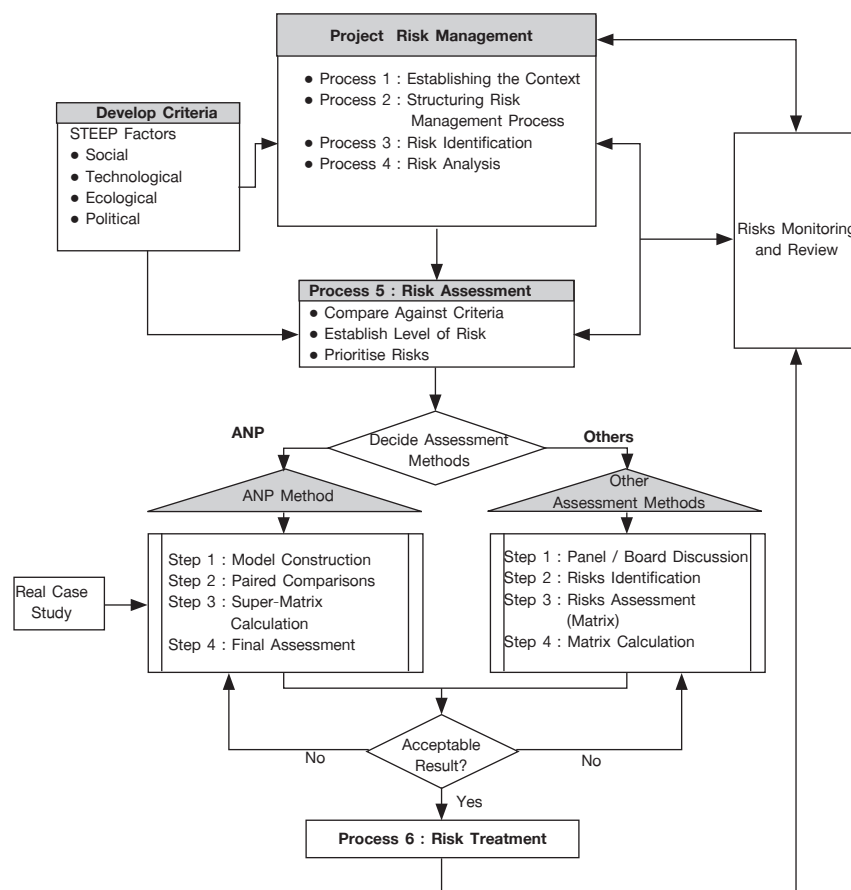 Project Risk Management
● Process 1 : Establishing the Context
● Process 2 : Structuring Risk
Management Process
● Process 3 : Risk Identification
● Process 4 : Risk Analysis
Develop Criteria
STEEP Factors
● Social
● Technological
● Ecological
● Political
Risks Monitoring
and Review
Process 5 : Risk Assessment
● Compare Against Criteria
● Establish Level of Risk
● Prioritise Risks
ANP
Decide Assessment
Methods
Others
ANP Method
Other
Assessment Methods
Real Case
Study
Step 1 : Model Construction
Step 2 : Paired Comparisons
Step 3 : Super-Matrix
Calculation
Step 4 : Final Assessment
Step 1 : Panel / Board Discussion
Step 2 : Risks Identification
Step 3 : Risks Assessment
(Matrix)
Step 4 : Matrix Calculation
No
Acceptable
Result?
No
Yes
Process 6 : Risk Treatment